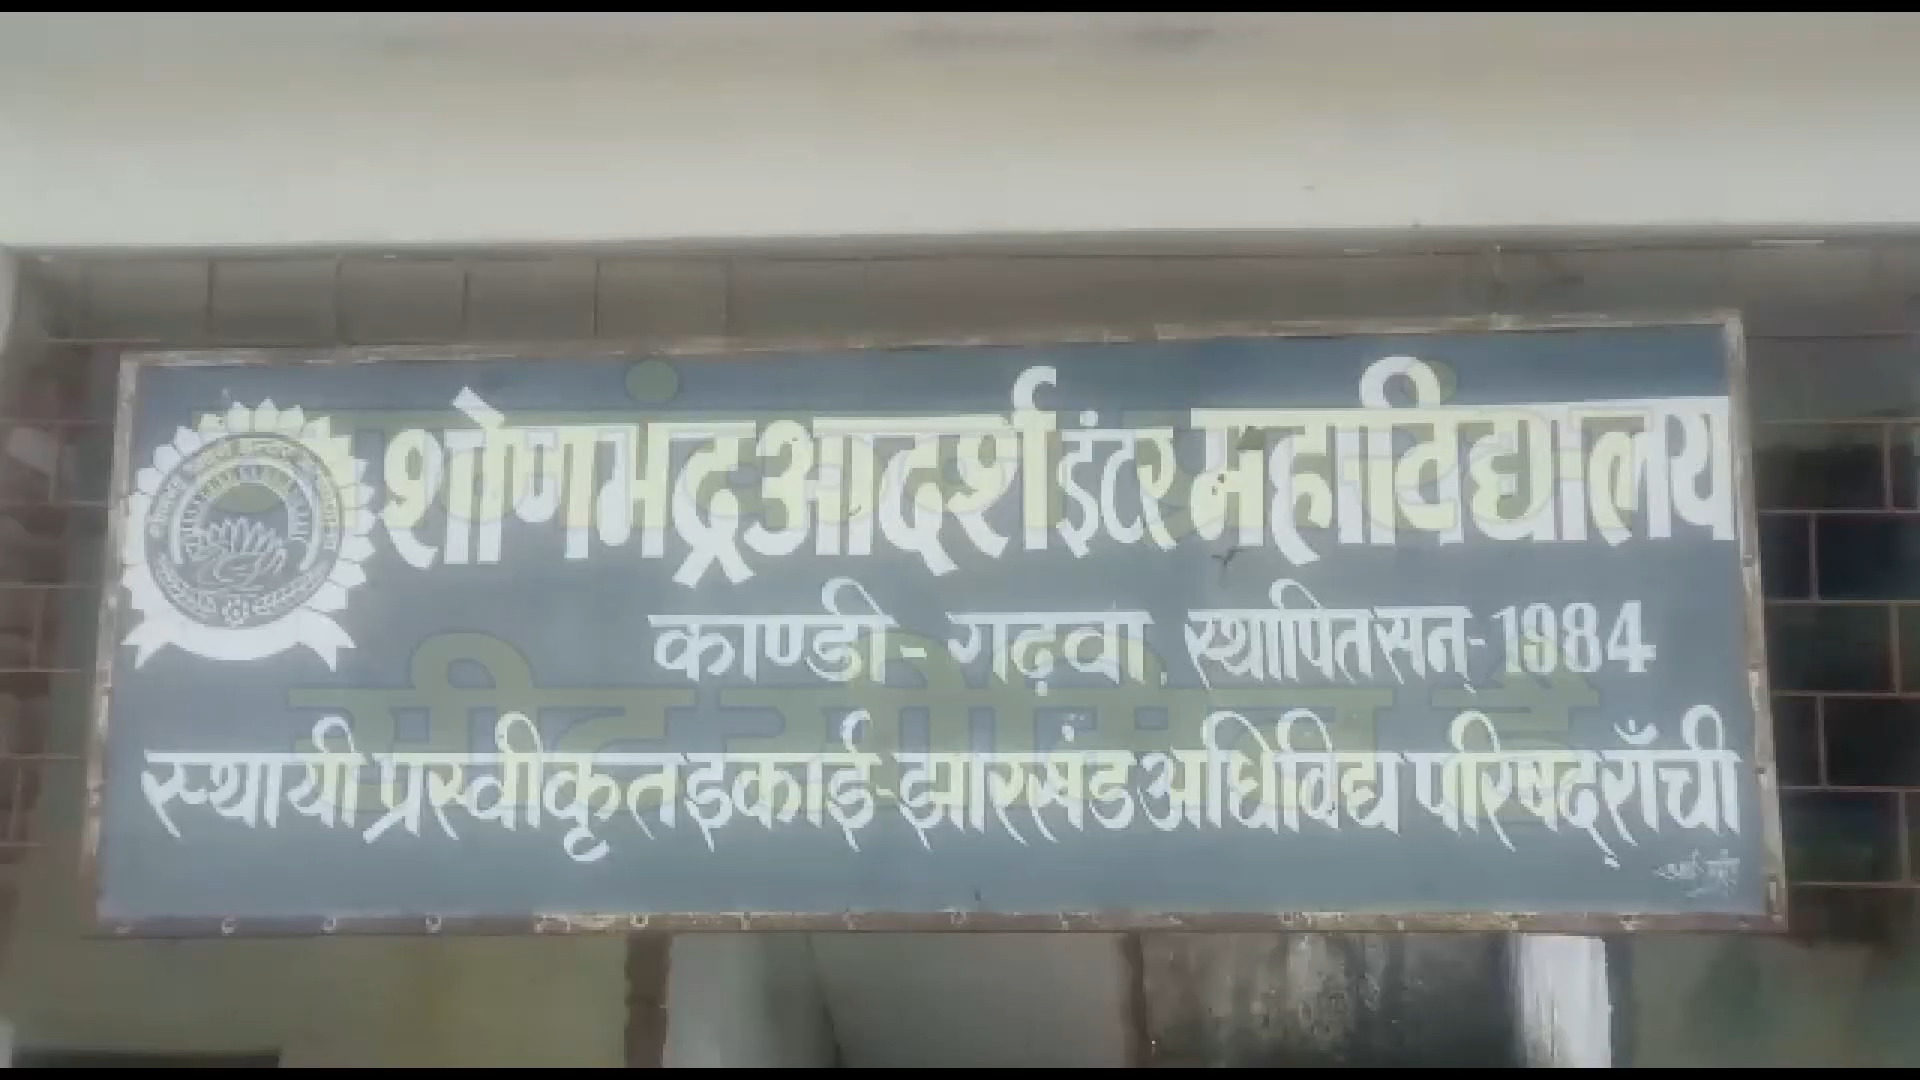 शोणभद्र आदर्श इंटर महाविद्यालय
काण्डी - गढ़वा, स्थापित सन् - 1984
स्थायी प्रस्वीकृत इकाई - झारखंड अधिविद्य परिषद् राँची
सीट सीमित है